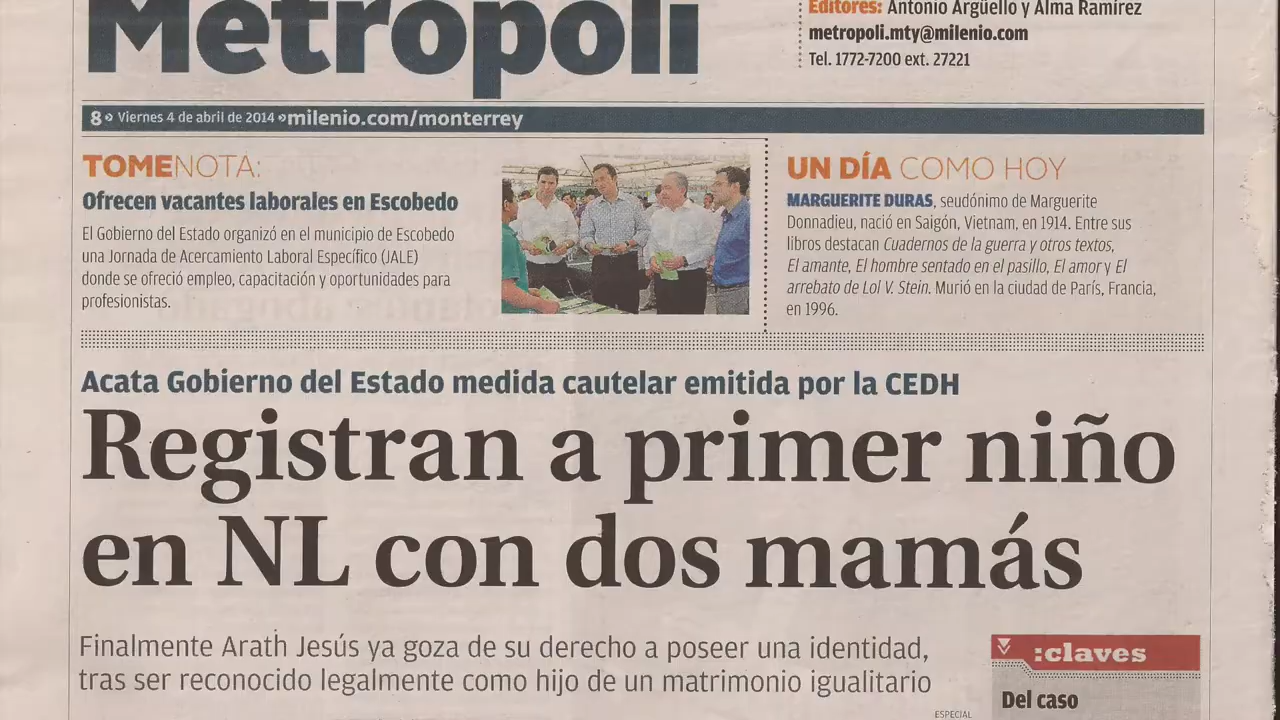 Metrópoli
Editores: Antonio Argüello y Alma Ramírez
metropoli.mty@milenio.com
Tel. 1772-7200 ext. 27221
8 Viernes 4 de abril de 2014 milenio.com/monterrey
TOMENOTA:
Ofrecen vacantes laborales en Escobedo
El Gobierno del Estado organizó en el municipio de Escobedo
una Jornada de Acercamiento Laboral Específico (JALE)
donde se ofreció empleo, capacitación y oportunidades para
profesionistas.
UN DÍA COMO HOY
MARGUERITE DURAS, seudónimo de Marguerite
Donnadieu, nació en Saigón, Vietnam, en 1914. Entre sus
libros destacan Cuadernos de la guerra y otros textos,
El amante, El hombre sentado en el pasillo, El amor y El
arrebato de Lol V. Stein. Murió en la ciudad de París, Francia,
en 1996.
Acata Gobierno del Estado medida cautelar emitida por la CEDH
Registran a primer niño
en NL con dos mamás
Finalmente Arath Jesús ya goza de su derecho a poseer una identidad,
tras ser reconocido legalmente como hijo de un matrimonio igualitario
ESPECIAL
:claves
Del caso